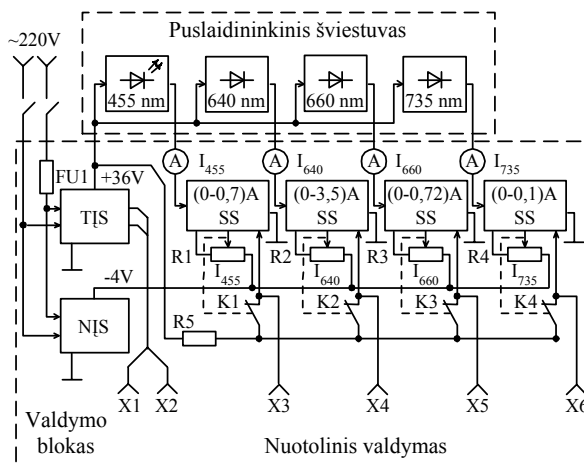 Puslaidininkinis šviestuvas
~220V
455 nm
640 nm
660 nm
735 nm
FU1
+36V
A
I455
A
I640
A
I660
A
I735
(0-0,7)A
SS
(0-3,5)A
SS
(0-0,72)A
SS
(0-0,1)A
SS
TĮS
R1
R2
R3
R4
I455
I640
I660
I735
-4V
NĮS
K1
K2
K3
K4
R5
X1
X2
X3
X4
X5
X6
Valdymo
blokas
Nuotolinis valdymas